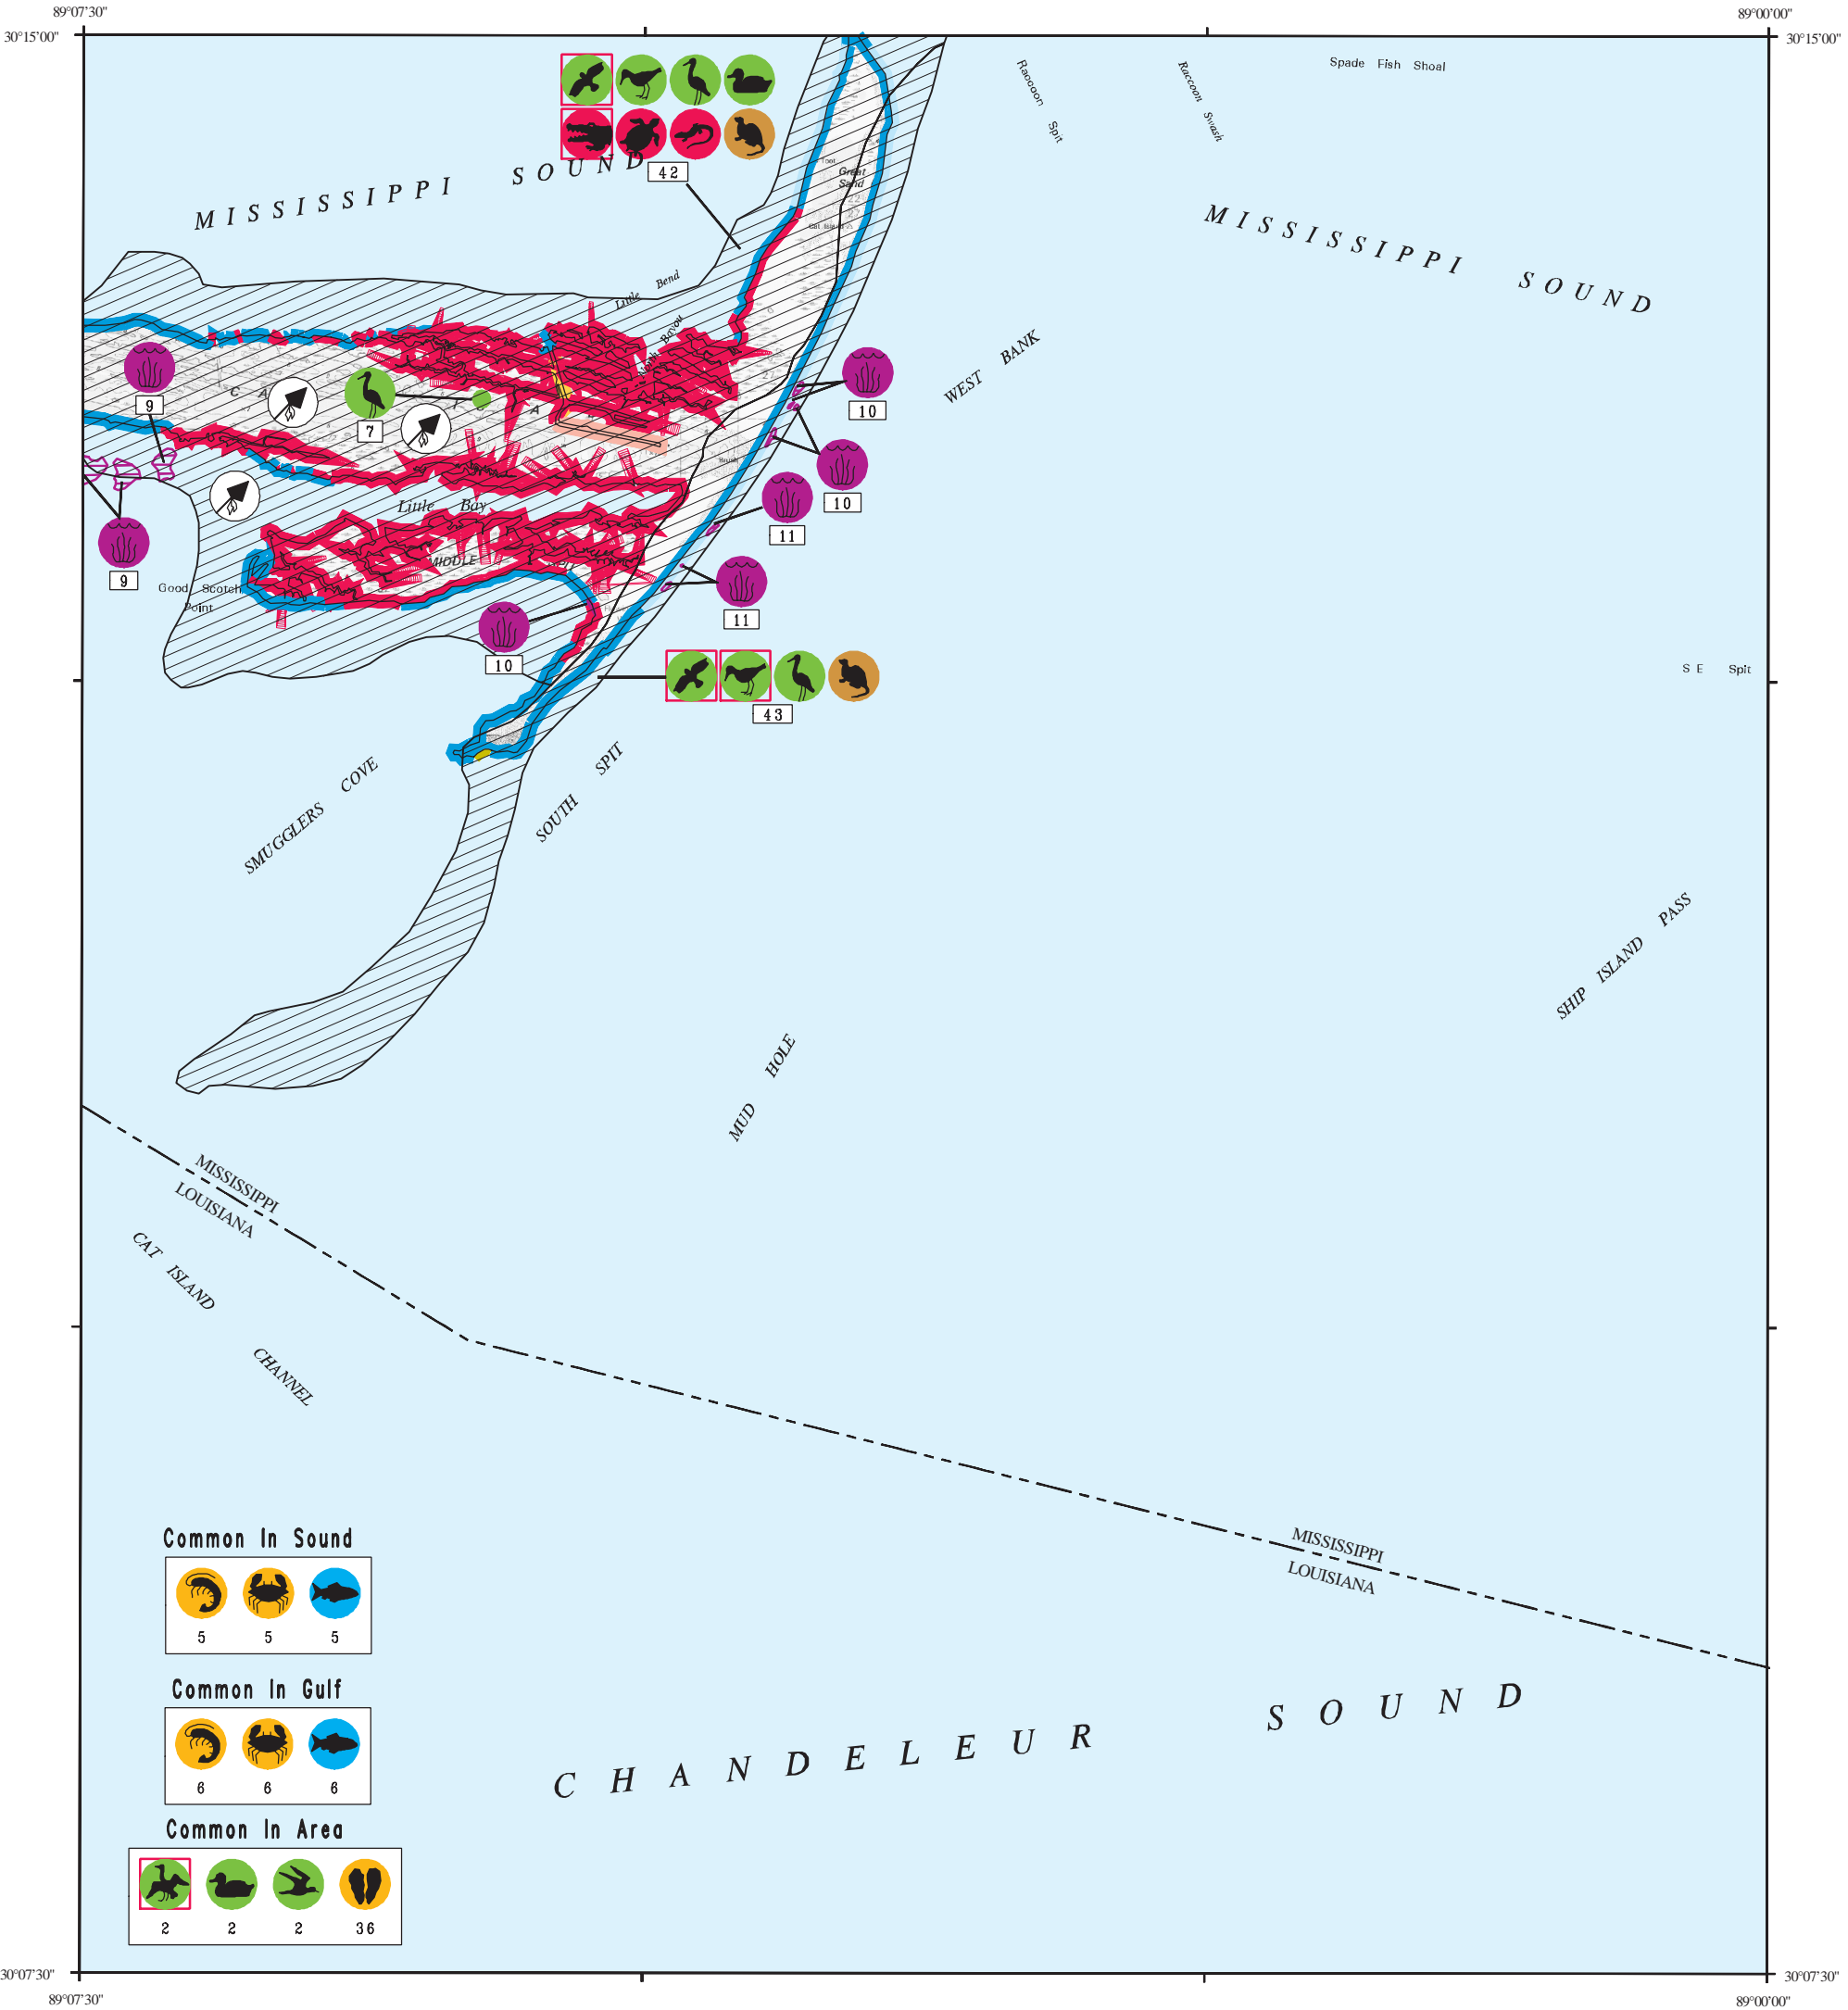 89°07'30"
89°00'00"
30°15'00"
30°15'00"
Spade Fish Shoal
Raccoon Spit
Raccoon Swash
42
MISSISSIPPI SOUND
MISSISSIPPI SOUND
Great
Sand
Cat Island
Little Bend
Bayou
WEST BANK
C A
9
7
10
10
11
Little Bay
MIDDLE
9
Good Scotch
Point
11
10
43
S E Spit
SMUGGLERS COVE
SOUTH SPIT
SHIP ISLAND PASS
MUD HOLE
MISSISSIPPI
LOUISIANA
CAT ISLAND
CHANNEL
MISSISSIPPI
LOUISIANA
Common In Sound
5 5 5
Common In Gulf
6 6 6
CHANDELEUR SOUND
Common In Area
2 2 2 36
30°07'30"
30°07'30"
89°07'30"
89°00'00"